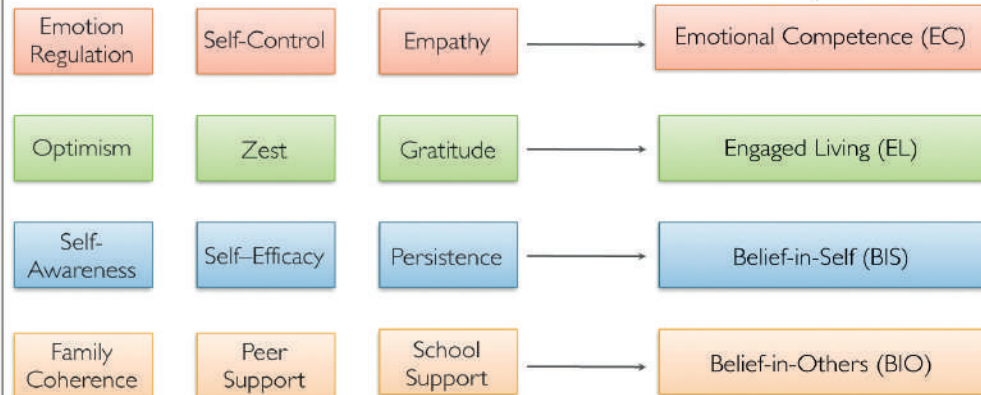 Emotion
Regulation
Self-Control
Empathy
Emotional Competence (EC)
Optimism
Zest
Gratitude
Engaged Living (EL)
Self-
Awareness
Self–Efficacy
Persistence
Belief-in-Self (BIS)
Family
Coherence
Peer
Support
School
Support
Belief-in-Others (BIO)